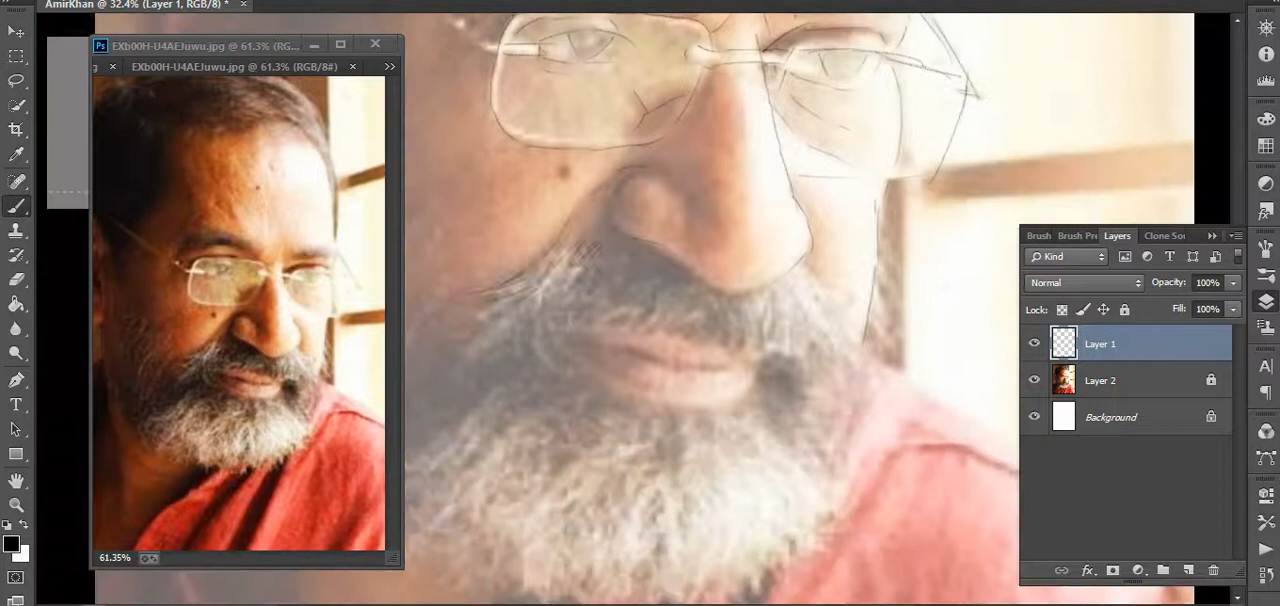 AmirKhan @ 32.4% (Layer 1, RGB/8) *
Ps EXb00H-U4AEJuwu.jpg @ 61.3% (RG...
g EXb00H-U4AEJuwu.jpg @ 61.3% (RGB/8#)
61.35%
Brush Brush Pre Layers Clone Sou
Kind
Normal Opacity: 100%
Lock: Fill: 100%
Layer 1
Layer 2
Background